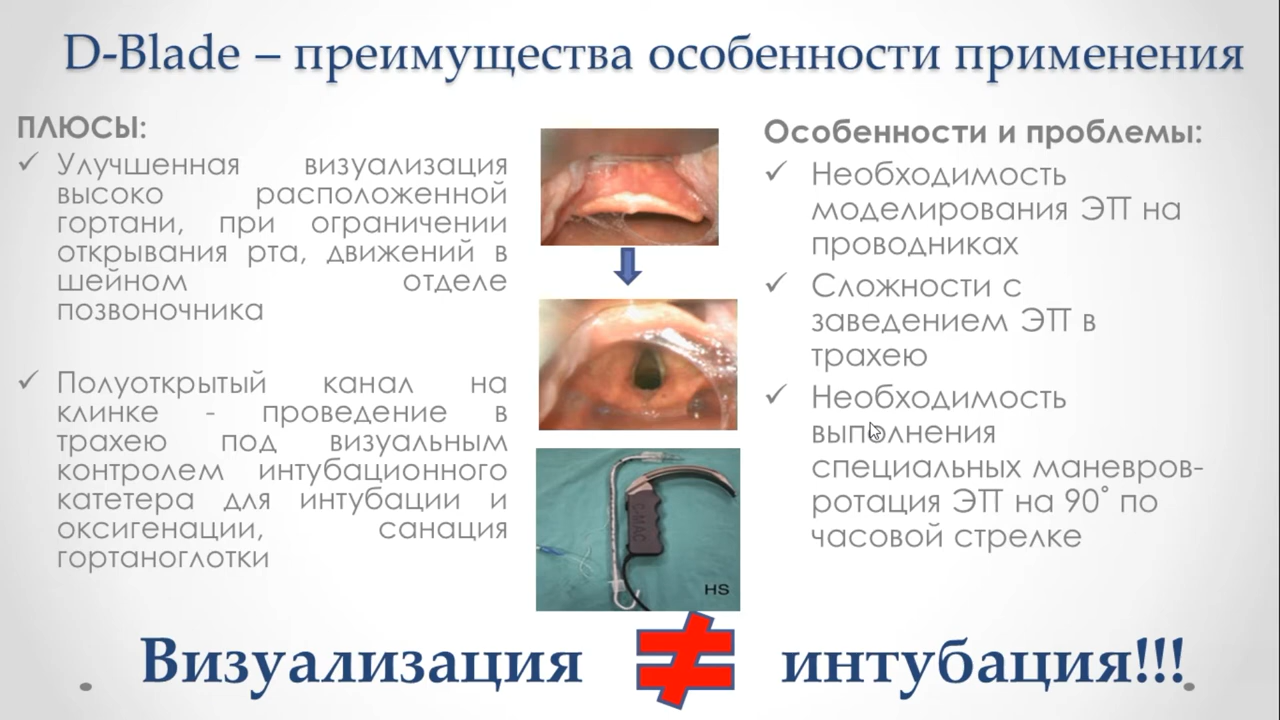 D-Blade – преимущества особенности применения
ПЛЮСЫ:
✓ Улучшенная визуализация
высоко расположенной
гортани, при ограничении
открывания рта, движений в
шейном отделе
позвоночника
✓ Полуоткрытый канал на
клинке - проведение в
трахею под визуальным
контролем интубационного
катетера для интубации и
оксигенации, санация
гортаноглотки
C-MAC
HS
Особенности и проблемы:
✓ Необходимость
моделирования ЭТТ на
проводниках
✓ Сложности с
заведением ЭТТ в
трахею
✓ Необходимость
выполнения
специальных маневров-
ротация ЭТТ на 90˚ по
часовой стрелке
Визуализация ≠ интубация!!!